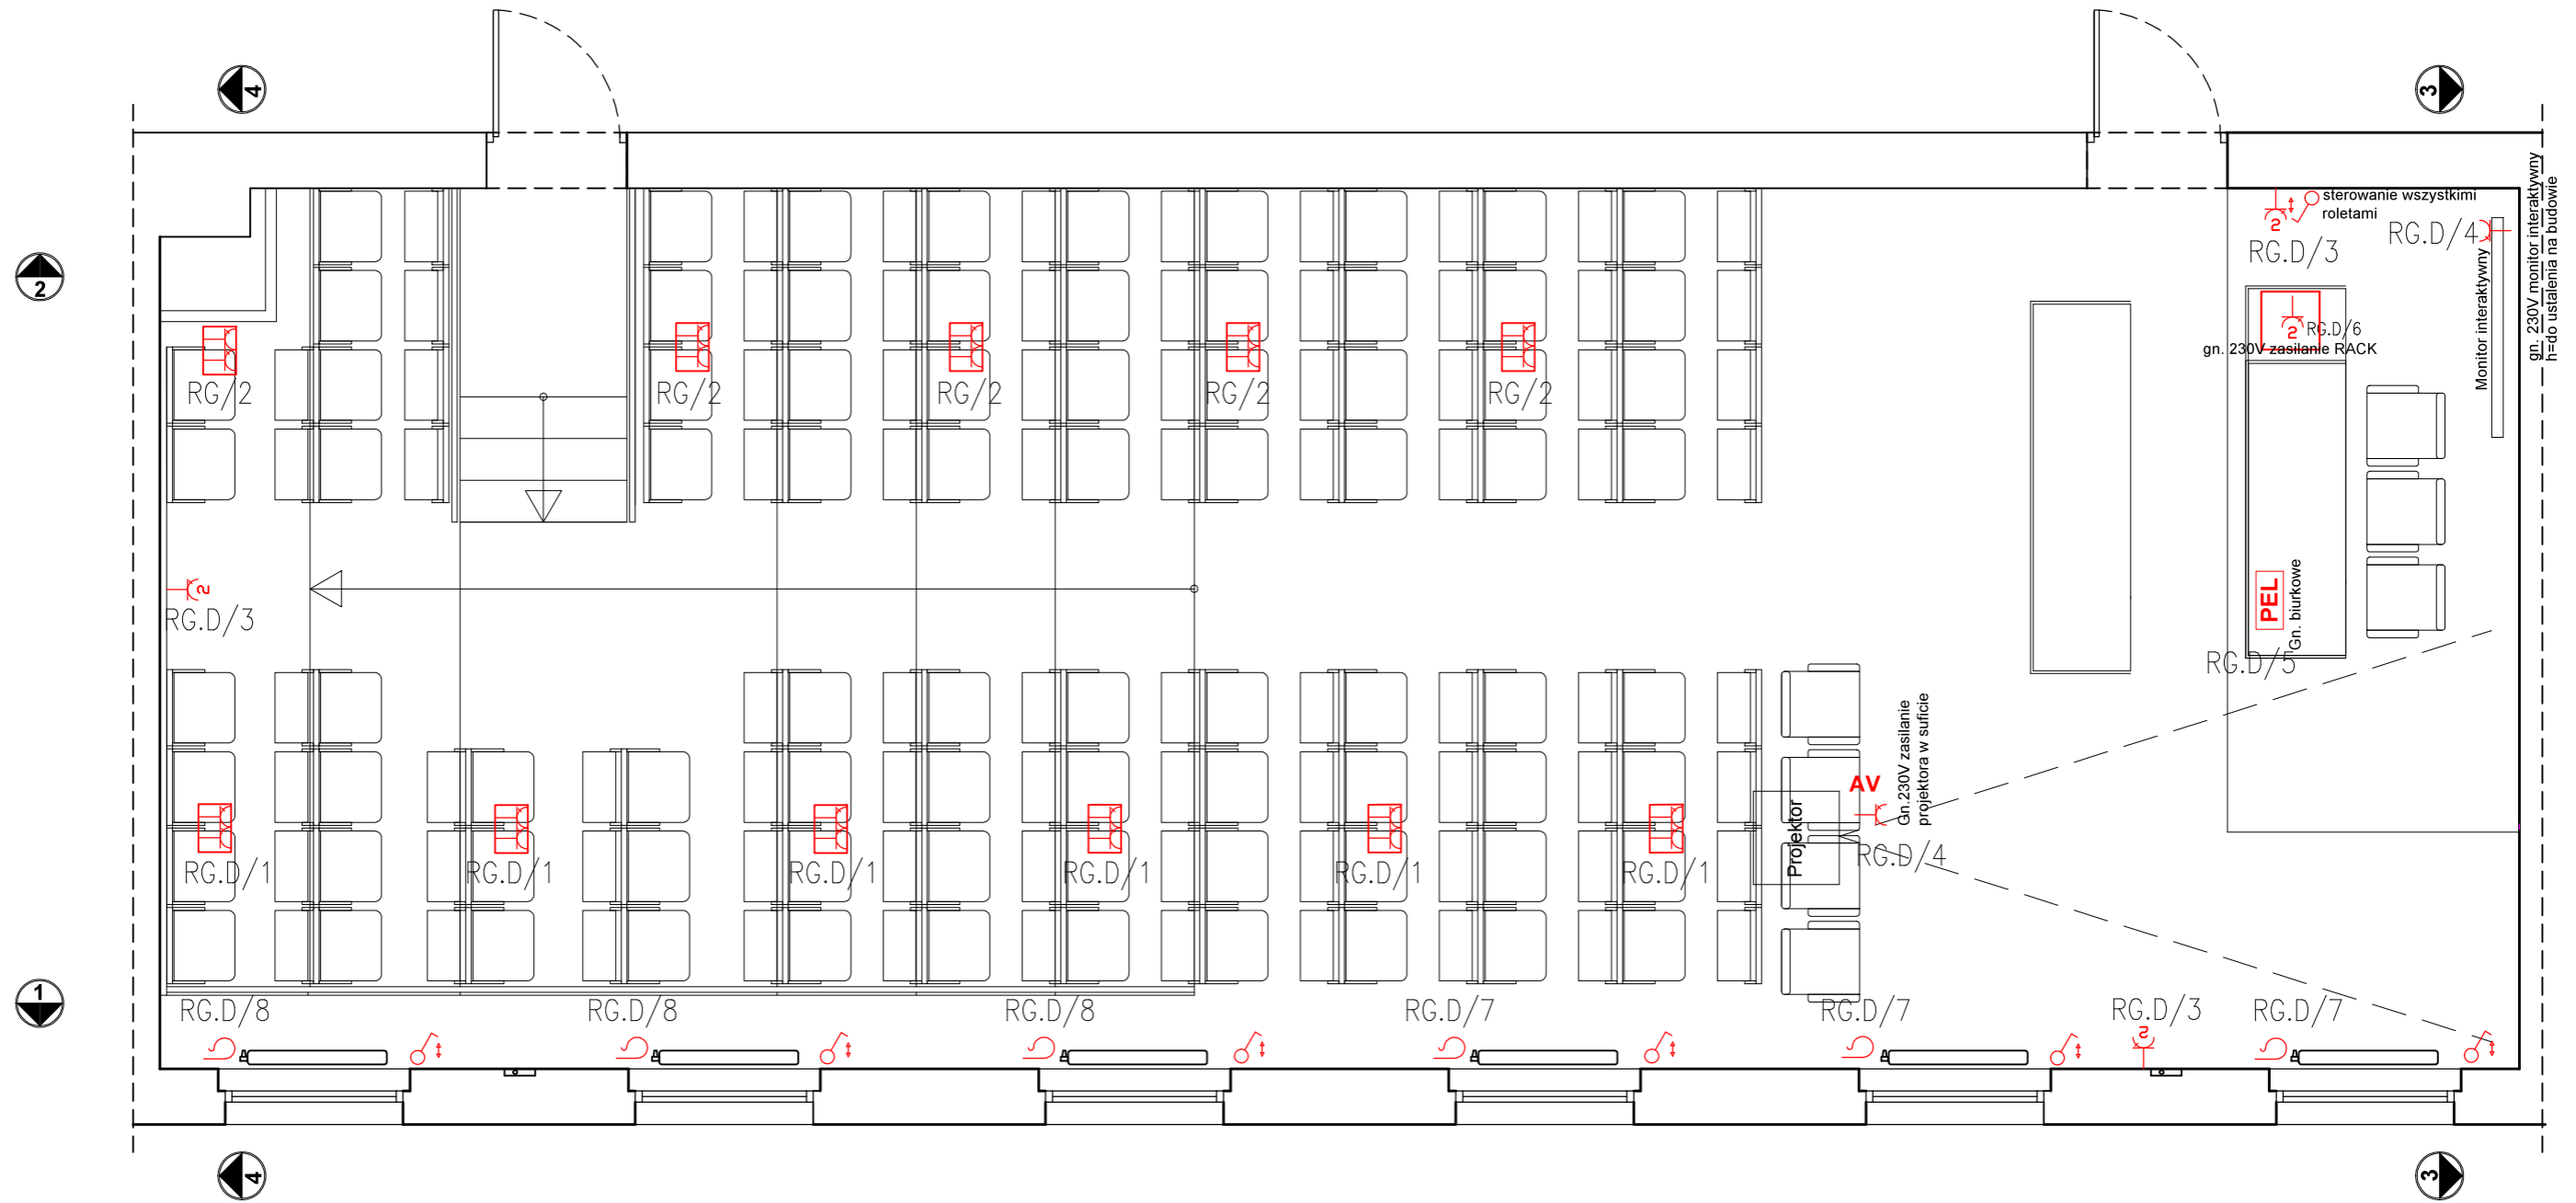 4
3
sterowanie wszystkimi
roletami
gn. 230V monitor interaktywny
h=do ustalenia na budowie
2
RG.D/3
RG.D/4
2
Monitor interaktywny
2
RG.D/6
gn. 230V zasilanie RACK
RG/2
RG/2
RG/2
RG/2
RG/2
2
RG.D/3
PEL
Gn. biurkowe
RG.D/5
Gn.230V zasilanie
projektora w suficie
AV
Projektor
RG.D/4
RG.D/1
RG.D/1
RG.D/1
RG.D/1
RG.D/1
RG.D/1
1
RG.D/8
RG.D/8
RG.D/8
RG.D/7
RG.D/7
RG.D/3
RG.D/7
2
4
3